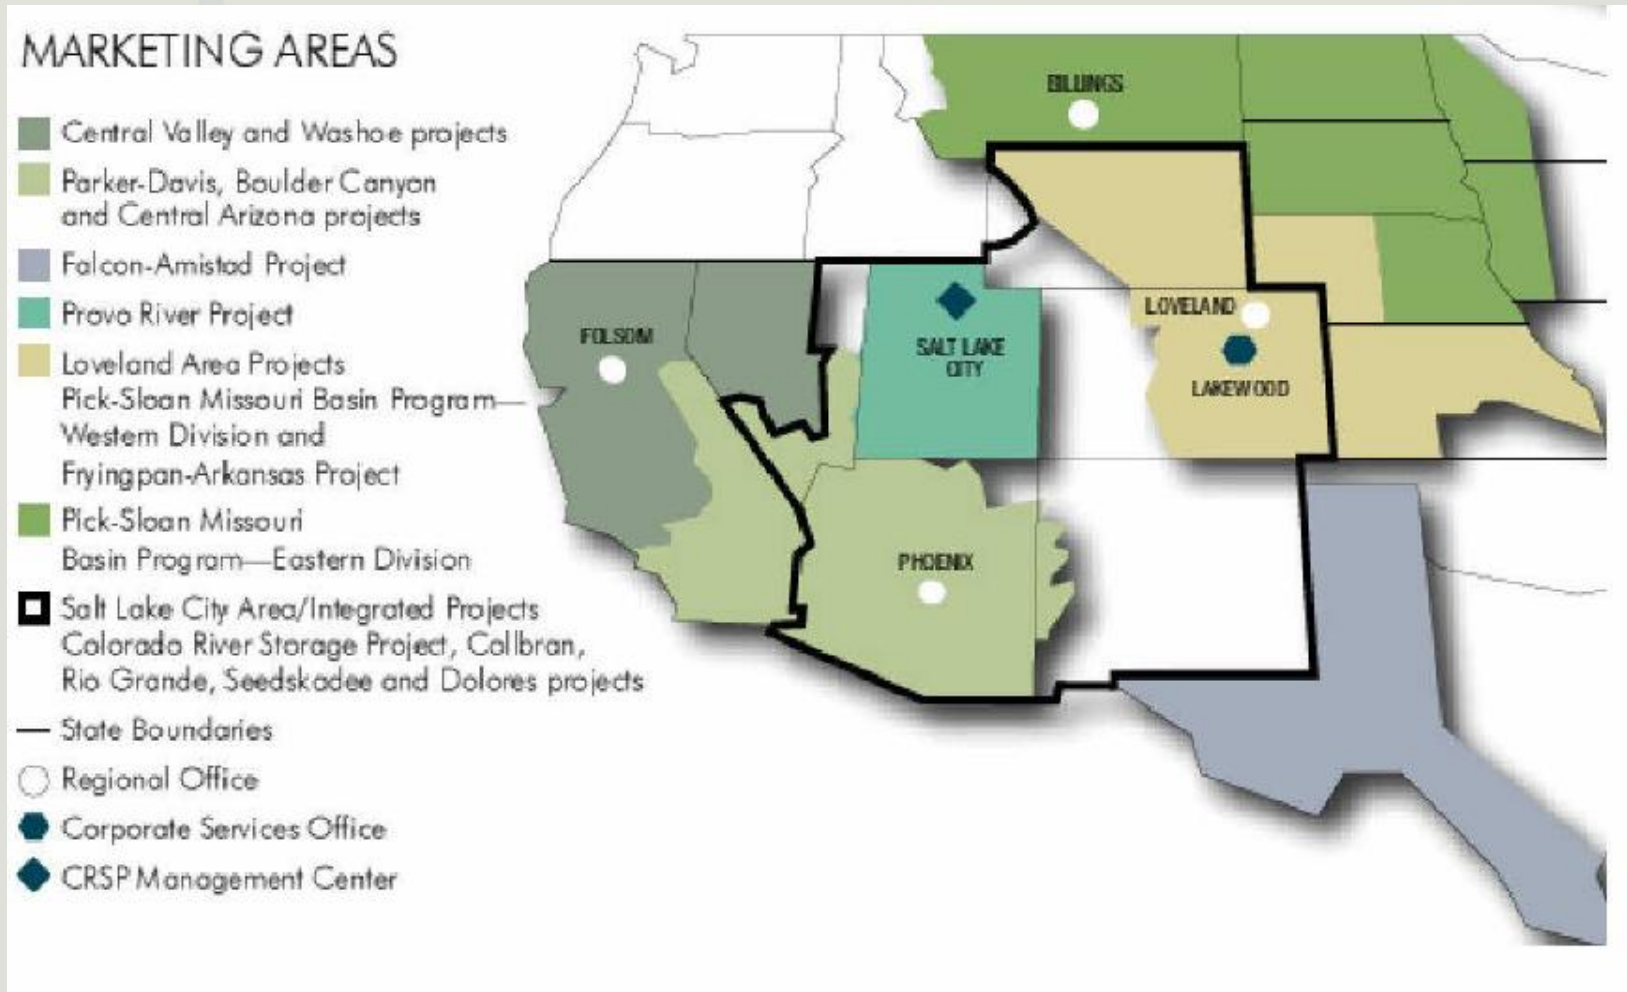 MARKETING AREAS
Central Valley and Washoe projects
Parker-Davis, Boulder Canyon
and Central Arizona projects
Falcon-Amistad Project
Provo River Project
Loveland Area Projects
Pick-Sloan Missouri Basin Program—
Western Division and
Fryingpan-Arkansas Project
Pick-Sloan Missouri
Basin Program—Eastern Division
Salt Lake City Area/Integrated Projects
Colorado River Storage Project, Collbran,
Rio Grande, Seedskadee and Dolores projects
State Boundaries
Regional Office
Corporate Services Office
CRSP Management Center
BILLINGS
FOLSOM
LOVELAND
SALT LAKE
CITY
LAKEWOOD
PHOENIX